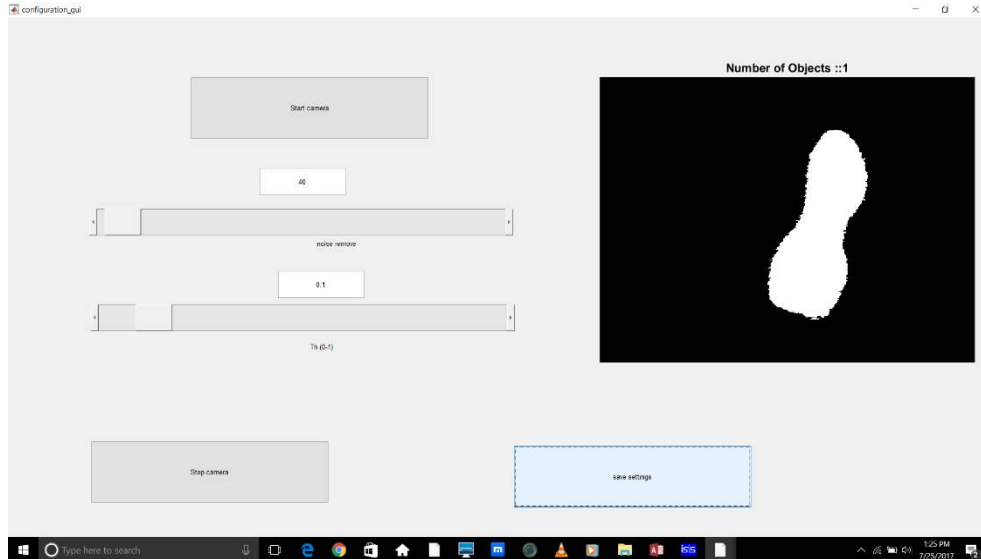 configuration_gui
Number of Objects ::1
Start camera
46
noise remove
0.1
Th (0-1)
Stop camera
save settings
Type here to search
isis
1:25 PM
7/25/2017